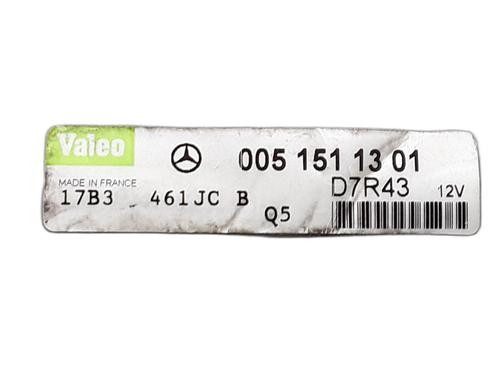 Valeo
005 151 13 01
MADE IN FRANCE
D7R43 12V
17B3 461JC B
Q5